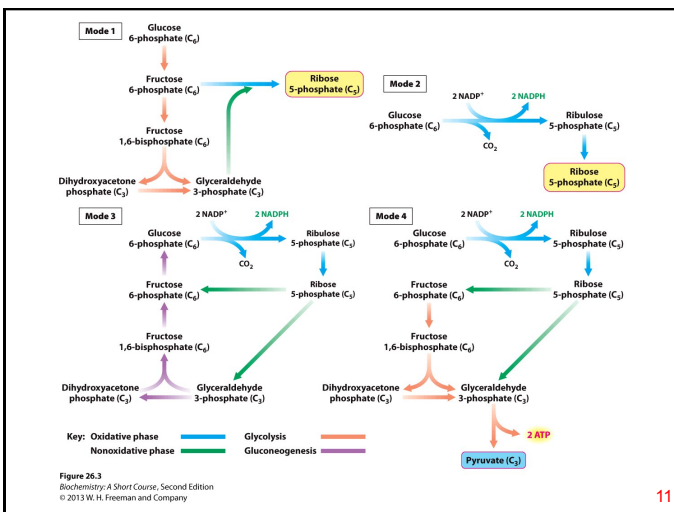 Mode 1
Glucose
6-phosphate (C₆)
Fructose
6-phosphate (C₆)
Ribose
5-phosphate (C₅)
Fructose
1,6-bisphosphate (C₆)
Dihydroxyacetone
phosphate (C₃)
Glyceraldehyde
3-phosphate (C₃)
Mode 2
2 NADP⁺
2 NADPH
Glucose
6-phosphate (C₆)
CO₂
Ribulose
5-phosphate (C₅)
Ribose
5-phosphate (C₅)
Mode 3
2 NADP⁺
2 NADPH
Glucose
6-phosphate (C₆)
CO₂
Ribulose
5-phosphate (C₅)
Fructose
6-phosphate (C₆)
Ribose
5-phosphate (C₅)
Fructose
1,6-bisphosphate (C₆)
Dihydroxyacetone
phosphate (C₃)
Glyceraldehyde
3-phosphate (C₃)
Mode 4
2 NADP⁺
2 NADPH
Glucose
6-phosphate (C₆)
CO₂
Ribulose
5-phosphate (C₅)
Fructose
6-phosphate (C₆)
Ribose
5-phosphate (C₅)
Fructose
1,6-bisphosphate (C₆)
Dihydroxyacetone
phosphate (C₃)
Glyceraldehyde
3-phosphate (C₃)
2 ATP
Pyruvate (C₃)
Key: Oxidative phase Glycolysis
Nonoxidative phase Gluconeogenesis
Figure 26.3
Biochemistry: A Short Course, Second Edition
© 2013 W. H. Freeman and Company
11